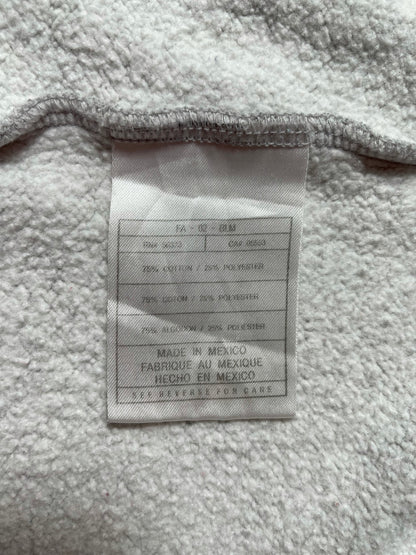 FA - 02 - BLM
RN# 56323 CA# 05553
75% COTTON / 25% POLYESTER
75% COTON / 25% POLYESTER
75% ALGODON / 25% POLIESTER
MADE IN MEXICO
FABRIQUE AU MEXIQUE
HECHO EN MEXICO
SEE REVERSE FOR CARE